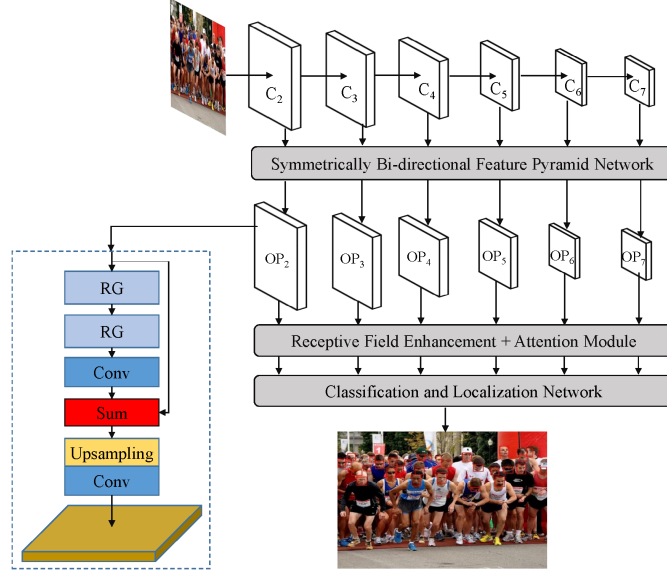 C2
C3
C4
C5
C6
C7
Symmetrically Bi-directional Feature Pyramid Network
OP2
OP3
OP4
OP5
OP6
OP7
RG
RG
Conv
Sum
Upsampling
Conv
Receptive Field Enhancement + Attention Module
Classification and Localization Network